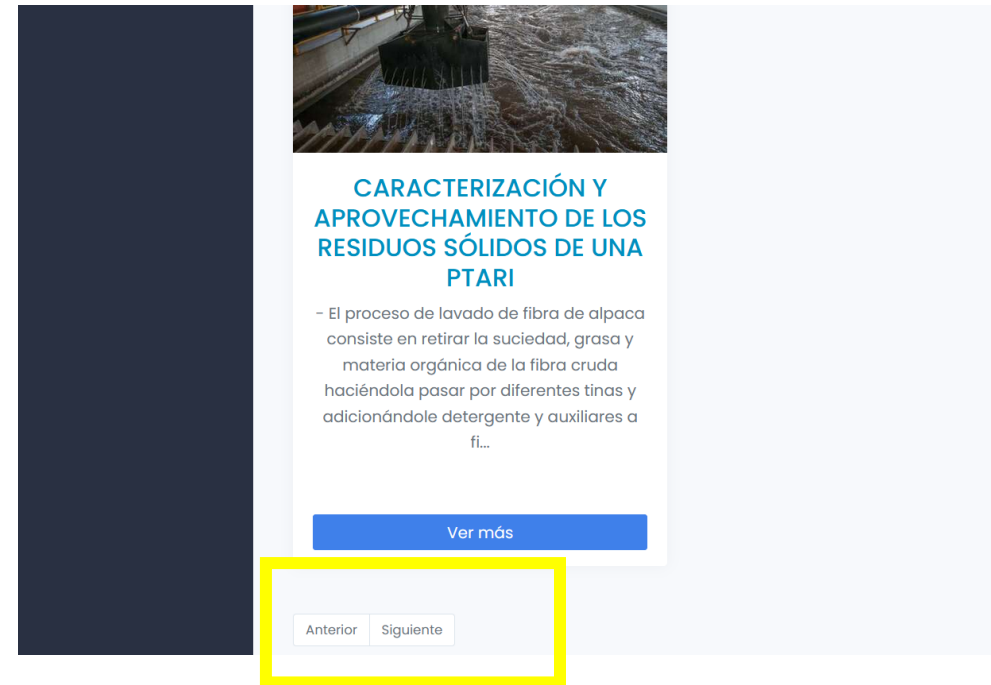 CARACTERIZACIÓN Y
APROVECHAMIENTO DE LOS
RESIDUOS SÓLIDOS DE UNA
PTARI
- El proceso de lavado de fibra de alpaca
consiste en retirar la suciedad, grasa y
materia orgánica de la fibra cruda
haciéndola pasar por diferentes tinas y
adicionándole detergente y auxiliares a
fi...
Ver más
Anterior Siguiente